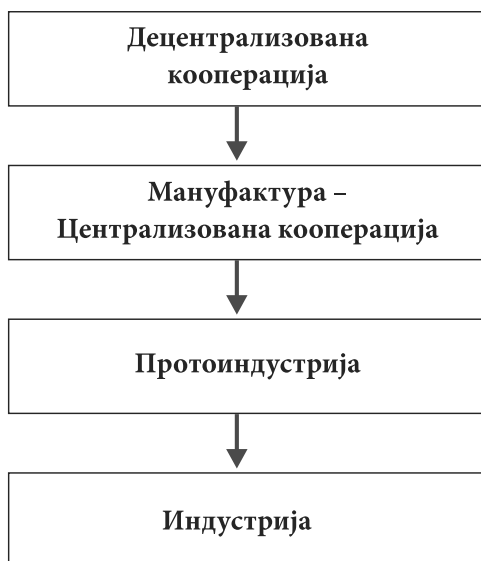 Децентрализована
кооперација
Мануфактура –
Централизована кооперација
Протоиндустрија
Индустрија